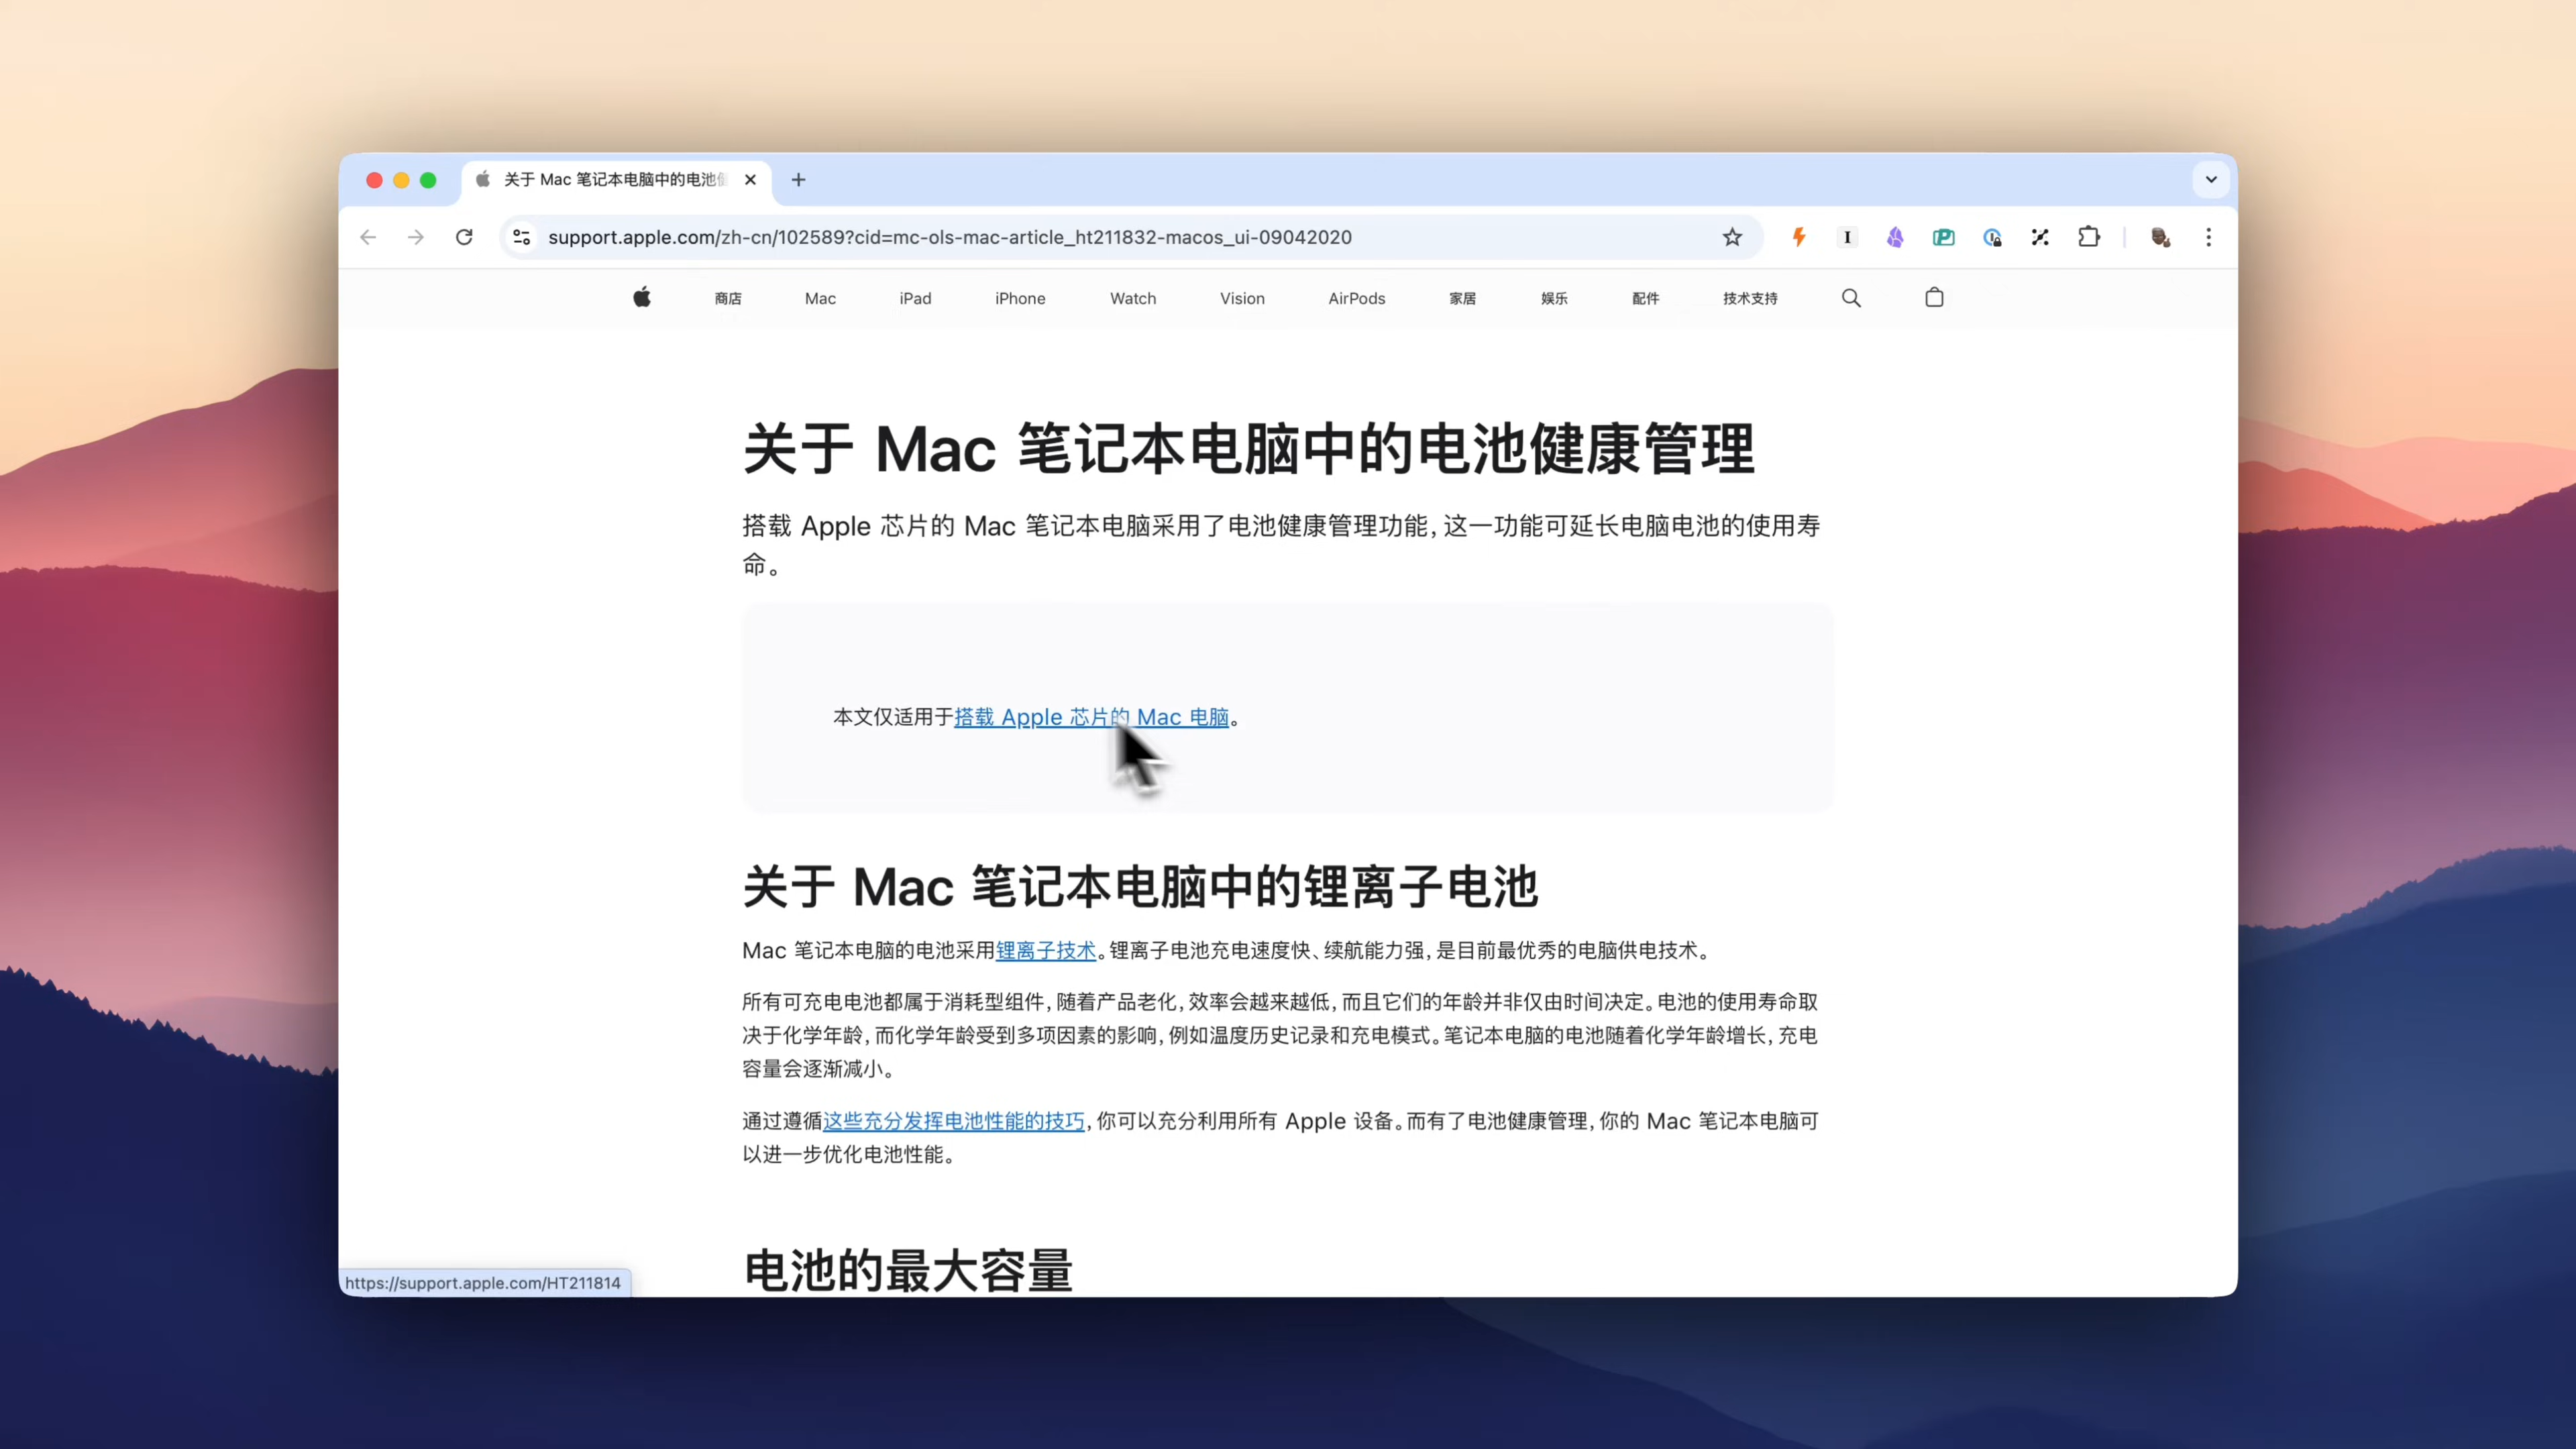 关于 Mac 笔记本电脑中的电池
support.apple.com/zh-cn/102589?cid=mc-ols-mac-article_ht211832-macos_ui-09042020
商店 Mac iPad iPhone Watch Vision AirPods 家居 娱乐 配件 技术支持
关于 Mac 笔记本电脑中的电池健康管理
搭载 Apple 芯片的 Mac 笔记本电脑采用了电池健康管理功能，这一功能可延长电脑电池的使用寿
命。
本文仅适用于搭载 Apple 芯片的 Mac 电脑。
关于 Mac 笔记本电脑中的锂离子电池
Mac 笔记本电脑的电池采用锂离子技术。锂离子电池充电速度快、续航能力强，是目前最优秀的电脑供电技术。
所有可充电电池都属于消耗型组件，随着产品老化，效率会越来越低，而且它们的年龄并非仅由时间决定。电池的使用寿命取
决于化学年龄，而化学年龄受到多项因素的影响，例如温度历史记录和充电模式。笔记本电脑的电池随着化学年龄增长，充电
容量会逐渐减小。
通过遵循这些充分发挥电池性能的技巧，你可以充分利用所有 Apple 设备。而有了电池健康管理，你的 Mac 笔记本电脑可
以进一步优化电池性能。
电池的最大容量
https://support.apple.com/HT211814